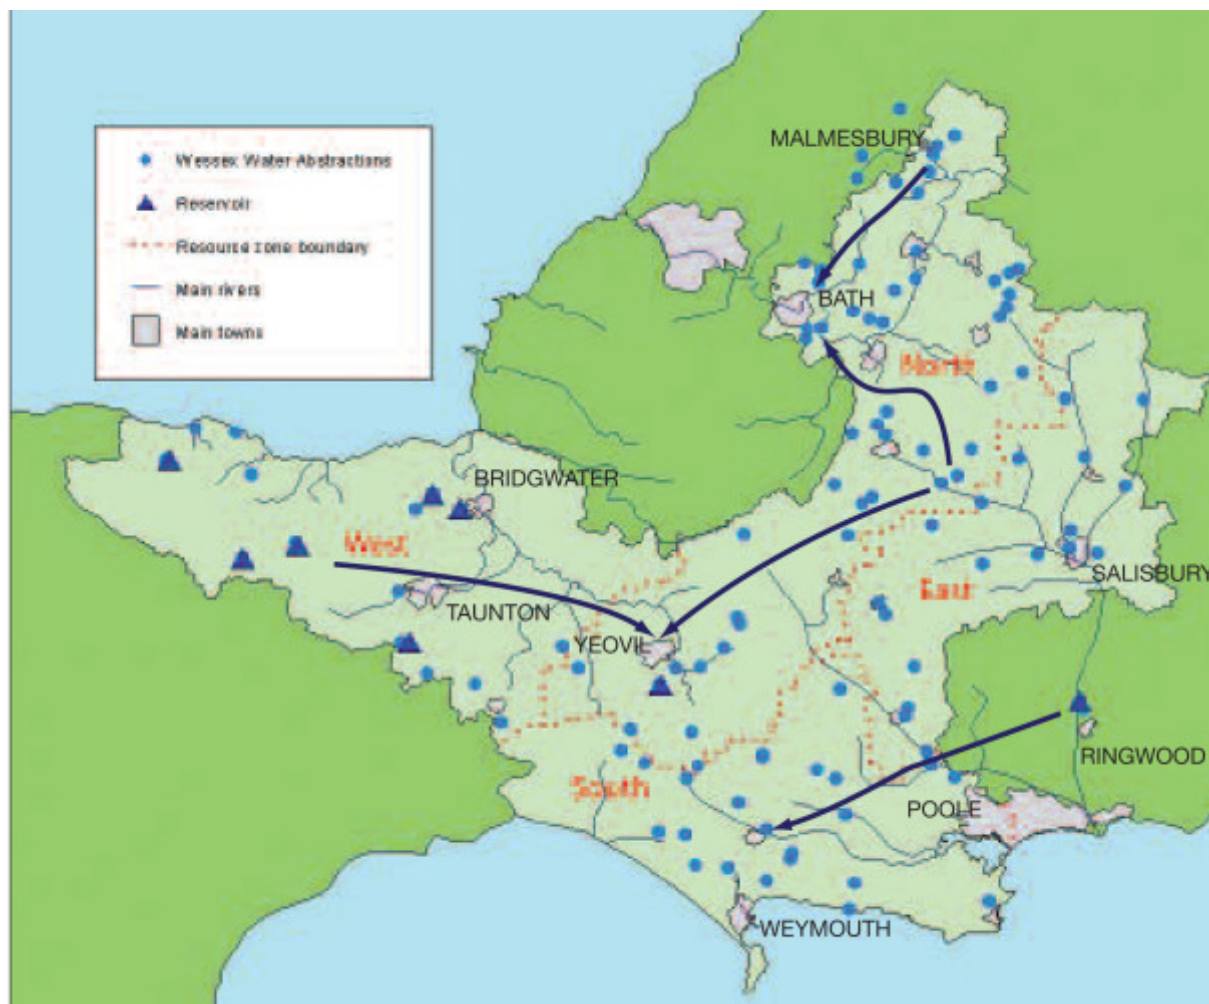 MALMESBURY
Wessex Water Abstractions
Reservoir
Resource zone boundary
Main rivers
Main towns
BATH
North
BRIDGWATER
West
SALISBURY
East
TAUNTON
YEOVIL
RINGWOOD
South
POOLE
WEYMOUTH